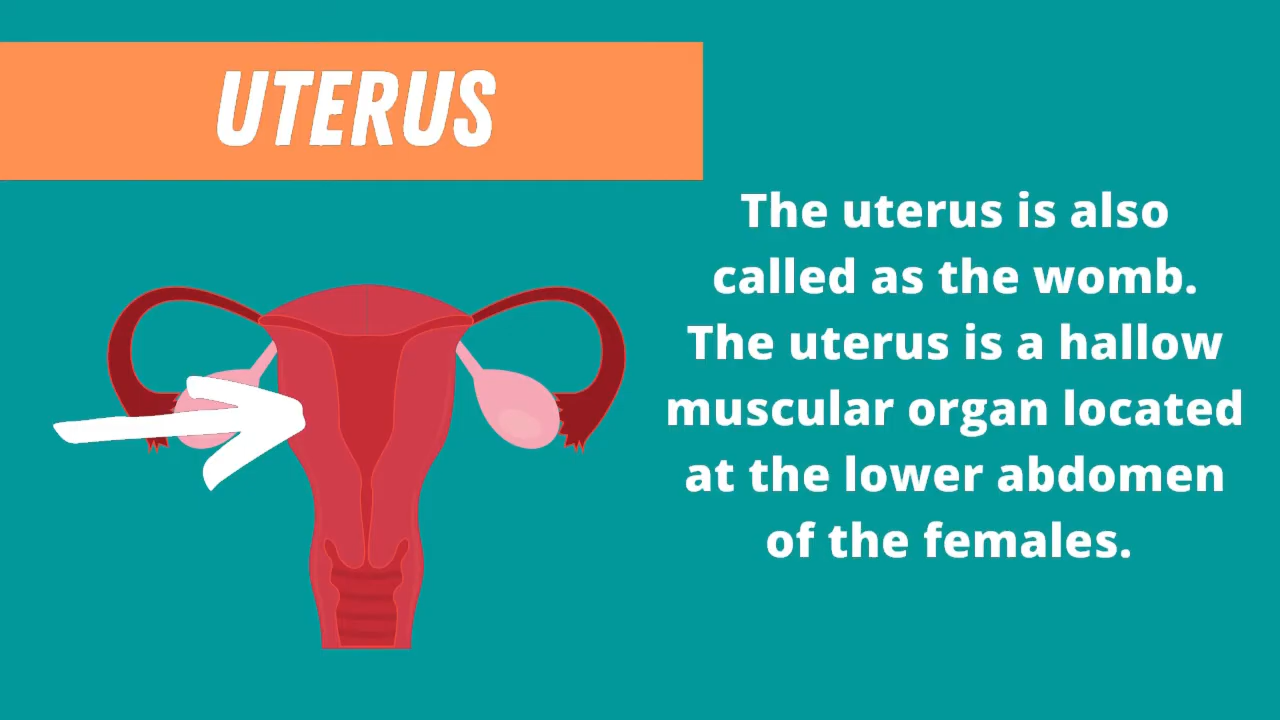 UTERUS
The uterus is also
called as the womb.
The uterus is a hallow
muscular organ located
at the lower abdomen
of the females.